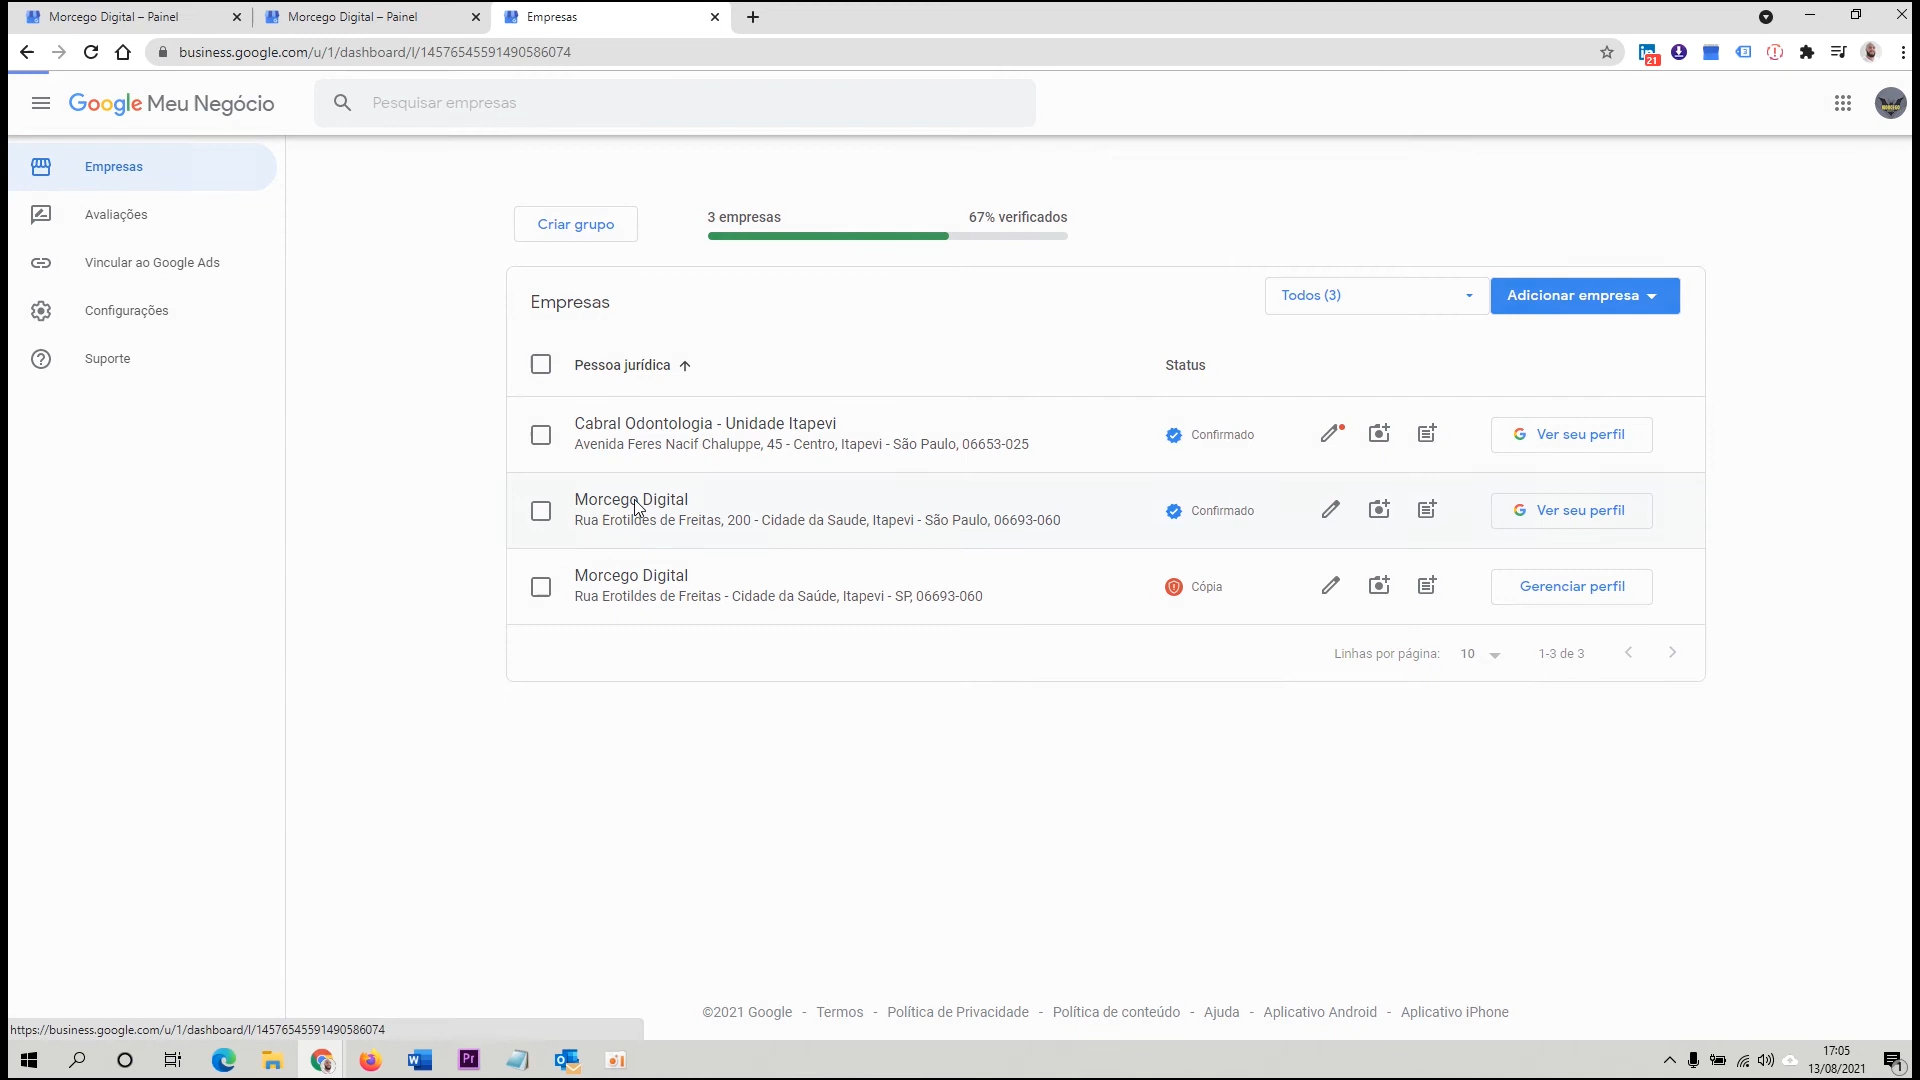 Morcego Digital – Painel
Morcego Digital – Painel
Empresas
business.google.com/u/1/dashboard/l/14576545591490586074
21
Google Meu Negócio
Pesquisar empresas
Empresas
Avaliações
Vincular ao Google Ads
Configurações
Suporte
Criar grupo
3 empresas
67% verificados
Empresas
Todos (3)
Adicionar empresa
Pessoa jurídica
Status
Cabral Odontologia - Unidade Itapevi
Avenida Feres Nacif Chaluppe, 45 - Centro, Itapevi - São Paulo, 06653-025
Confirmado
Ver seu perfil
Morcego Digital
Rua Erotildes de Freitas, 200 - Cidade da Saude, Itapevi - São Paulo, 06693-060
Confirmado
Ver seu perfil
Morcego Digital
Rua Erotildes de Freitas - Cidade da Saúde, Itapevi - SP, 06693-060
Cópia
Gerenciar perfil
Linhas por página: 10 1-3 de 3
©2021 Google - Termos - Política de Privacidade - Política de conteúdo - Ajuda - Aplicativo Android - Aplicativo iPhone
https://business.google.com/u/1/dashboard/l/14576545591490586074
17:05
13/08/2021